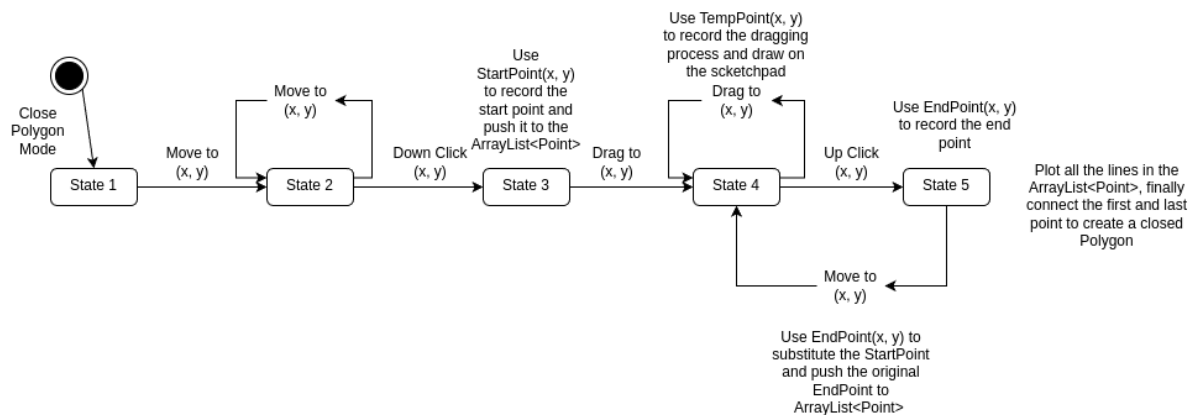 Close
Polygon
Mode
State 1
Move to
(x, y)
Move to
(x, y)
State 2
Down Click
(x, y)
Use
StartPoint(x, y)
to record the
start point and
push it to the
ArrayList<Point>
State 3
Drag to
(x, y)
Use TempPoint(x, y)
to record the dragging
process and draw on
the scketchpad
Drag to
(x, y)
State 4
Up Click
(x, y)
Use EndPoint(x, y)
to record the end
point
State 5
Move to
(x, y)
Use EndPoint(x, y) to
substitute the StartPoint
and push the original
EndPoint to
ArrayList<Point>
Plot all the lines in the
ArrayList<Point>, finally
connect the first and last
point to create a closed
Polygon